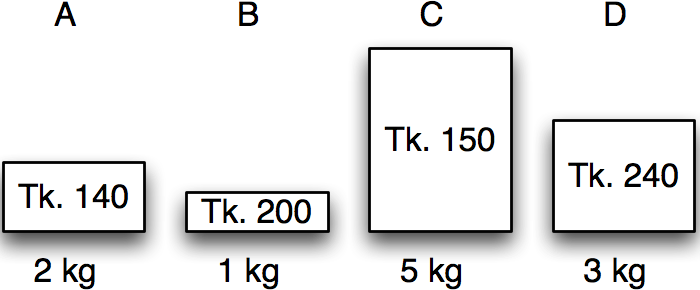 A B C D
Tk. 140 Tk. 200 Tk. 150 Tk. 240
2 kg 1 kg 5 kg 3 kg